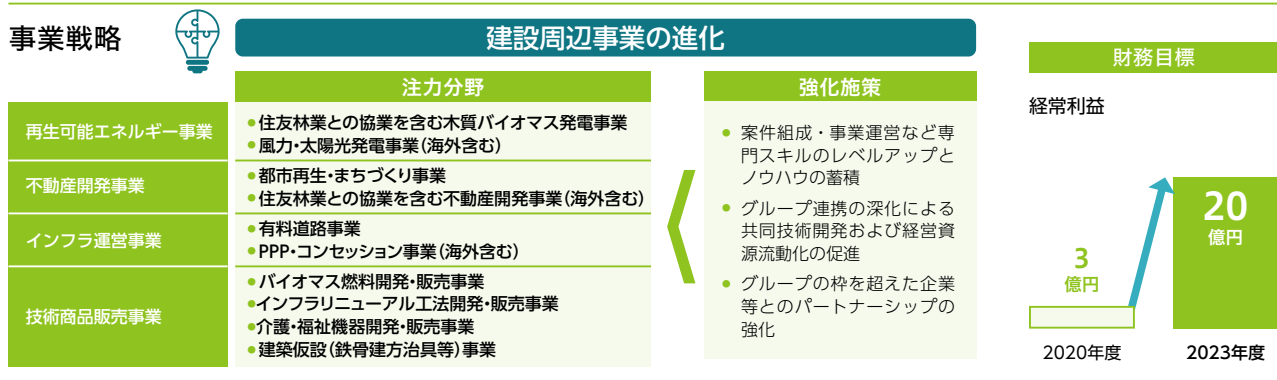 事業戦略
建設周辺事業の進化
注力分野
再生可能エネルギー事業
●住友林業との協業を含む木質バイオマス発電事業
●風力・太陽光発電事業（海外含む）
不動産開発事業
●都市再生・まちづくり事業
●住友林業との協業を含む不動産開発事業（海外含む）
インフラ運営事業
●有料道路事業
●PPP・コンセッション事業（海外含む）
技術商品販売事業
●バイオマス燃料開発・販売事業
●インフラリニューアル工法開発・販売事業
●介護・福祉機器開発・販売事業
●建築仮設（鉄骨建方治具等）事業
強化施策
● 案件組成・事業運営など専
門スキルのレベルアップと
ノウハウの蓄積
● グループ連携の深化による
共同技術開発および経営資
源流動化の促進
● グループの枠を超えた企業
等とのパートナーシップの
強化
財務目標
経常利益
3
億円
20
億円
2020年度
2023年度